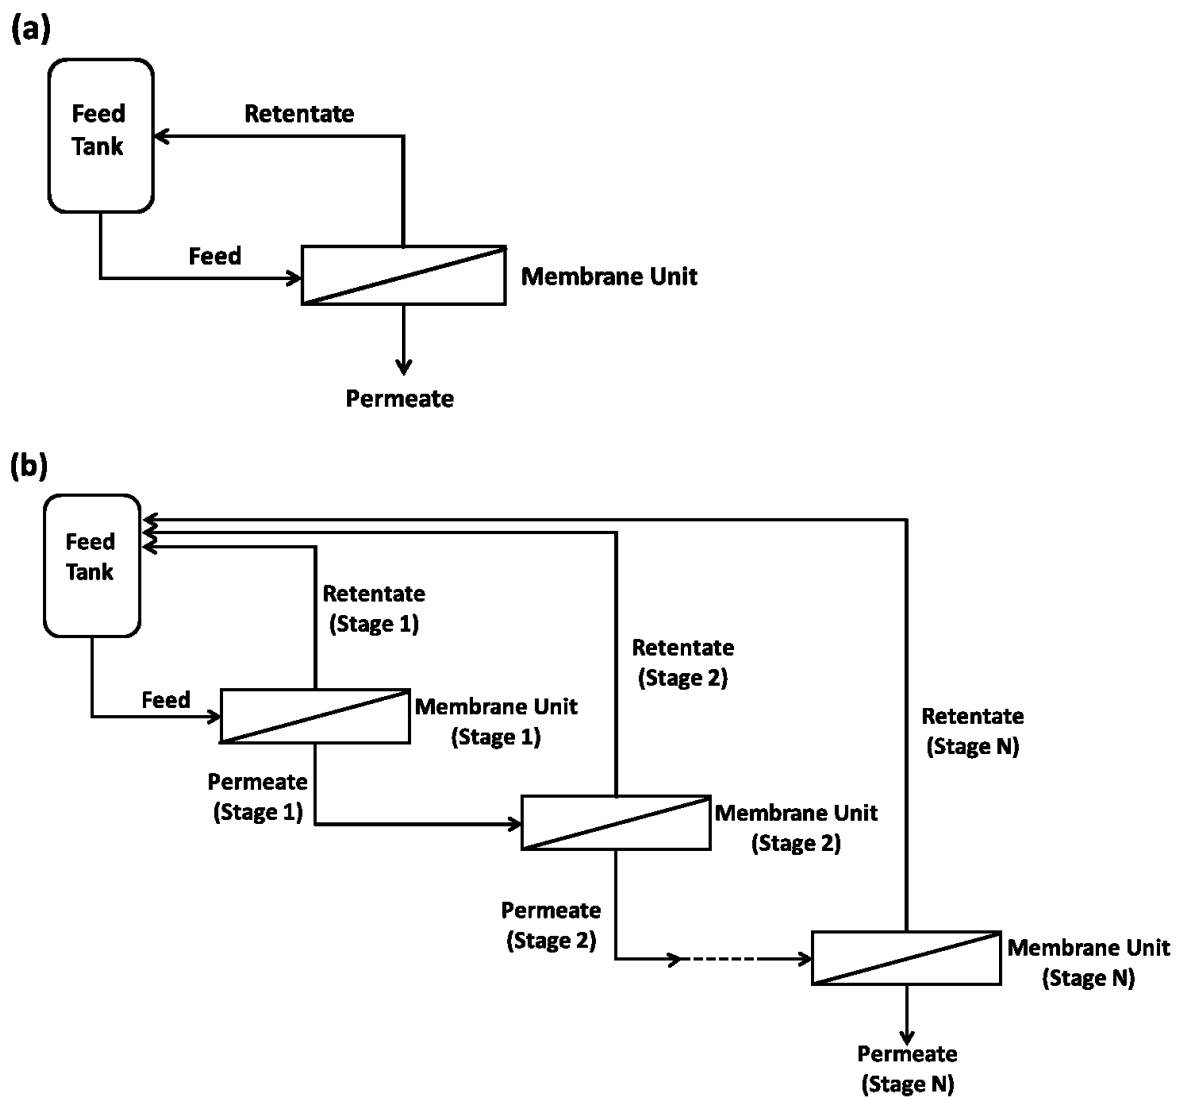 (a)
Feed
Tank
Retentate
Feed
Membrane Unit
Permeate
(b)
Feed
Tank
Retentate
(Stage 1)
Retentate
(Stage 2)
Feed
Membrane Unit
(Stage 1)
Retentate
(Stage N)
Permeate
(Stage 1)
Membrane Unit
(Stage 2)
Permeate
(Stage 2)
Membrane Unit
(Stage N)
Permeate
(Stage N)